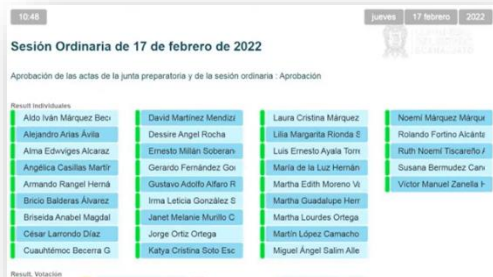 10:46
jueves 17 febrero 2022
Sesión Ordinaria de 17 de febrero de 2022
Aprobación de las actas de la junta preparatoria y de la sesión ordinaria : Aprobación
Result Individuales
Aldo Iván Márquez Bec
Alejandro Arias Ávila
Alma Edwviges Alcaraz
Angélica Casillas Martír
Armando Rangel Herná
Bricio Balderas Álvarez
Briseida Anabel Magdal
César Larrondo Díaz
Cuauhtémoc Becerra G
David Martínez Mendizá
Dessire Angel Rocha
Ernesto Millán Soberan
Gerardo Fernández Go
Gustavo Adolfo Alfaro R
Irma Leticia González S
Janet Melanie Murillo C
Jorge Ortiz Ortega
Katya Cristina Soto Esc
Laura Cristina Márquez
Lilia Margarita Rionda S
Luis Ernesto Ayala Torr
María de la Luz Hernán
Martha Edith Moreno Va
Martha Guadalupe Herr
Martha Lourdes Ortega
Martín López Camacho
Miguel Ángel Salim Alle
Noemí Márquez Márqu
Rolando Fortino Alcánta
Ruth Noemí Tiscareño A
Susana Bermudez Can
Víctor Manuel Zanella H
Result. Votación